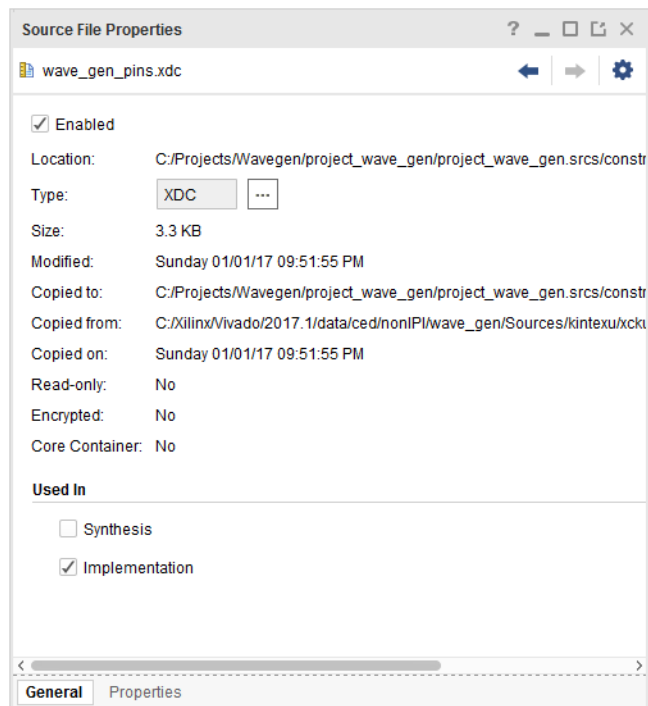 Source File Properties ?
wave_gen_pins.xdc
Enabled
Location: C:/Projects/Wavegen/project_wave_gen/project_wave_gen.srcs/constr
Type: XDC ...
Size: 3.3 KB
Modified: Sunday 01/01/17 09:51:55 PM
Copied to: C:/Projects/Wavegen/project_wave_gen/project_wave_gen.srcs/constr
Copied from: C:/Xilinx/Vivado/2017.1/data/ced/nonIPI/wave_gen/Sources/kintexu/xcku
Copied on: Sunday 01/01/17 09:51:55 PM
Read-only: No
Encrypted: No
Core Container: No
Used In
Synthesis
Implementation
General Properties